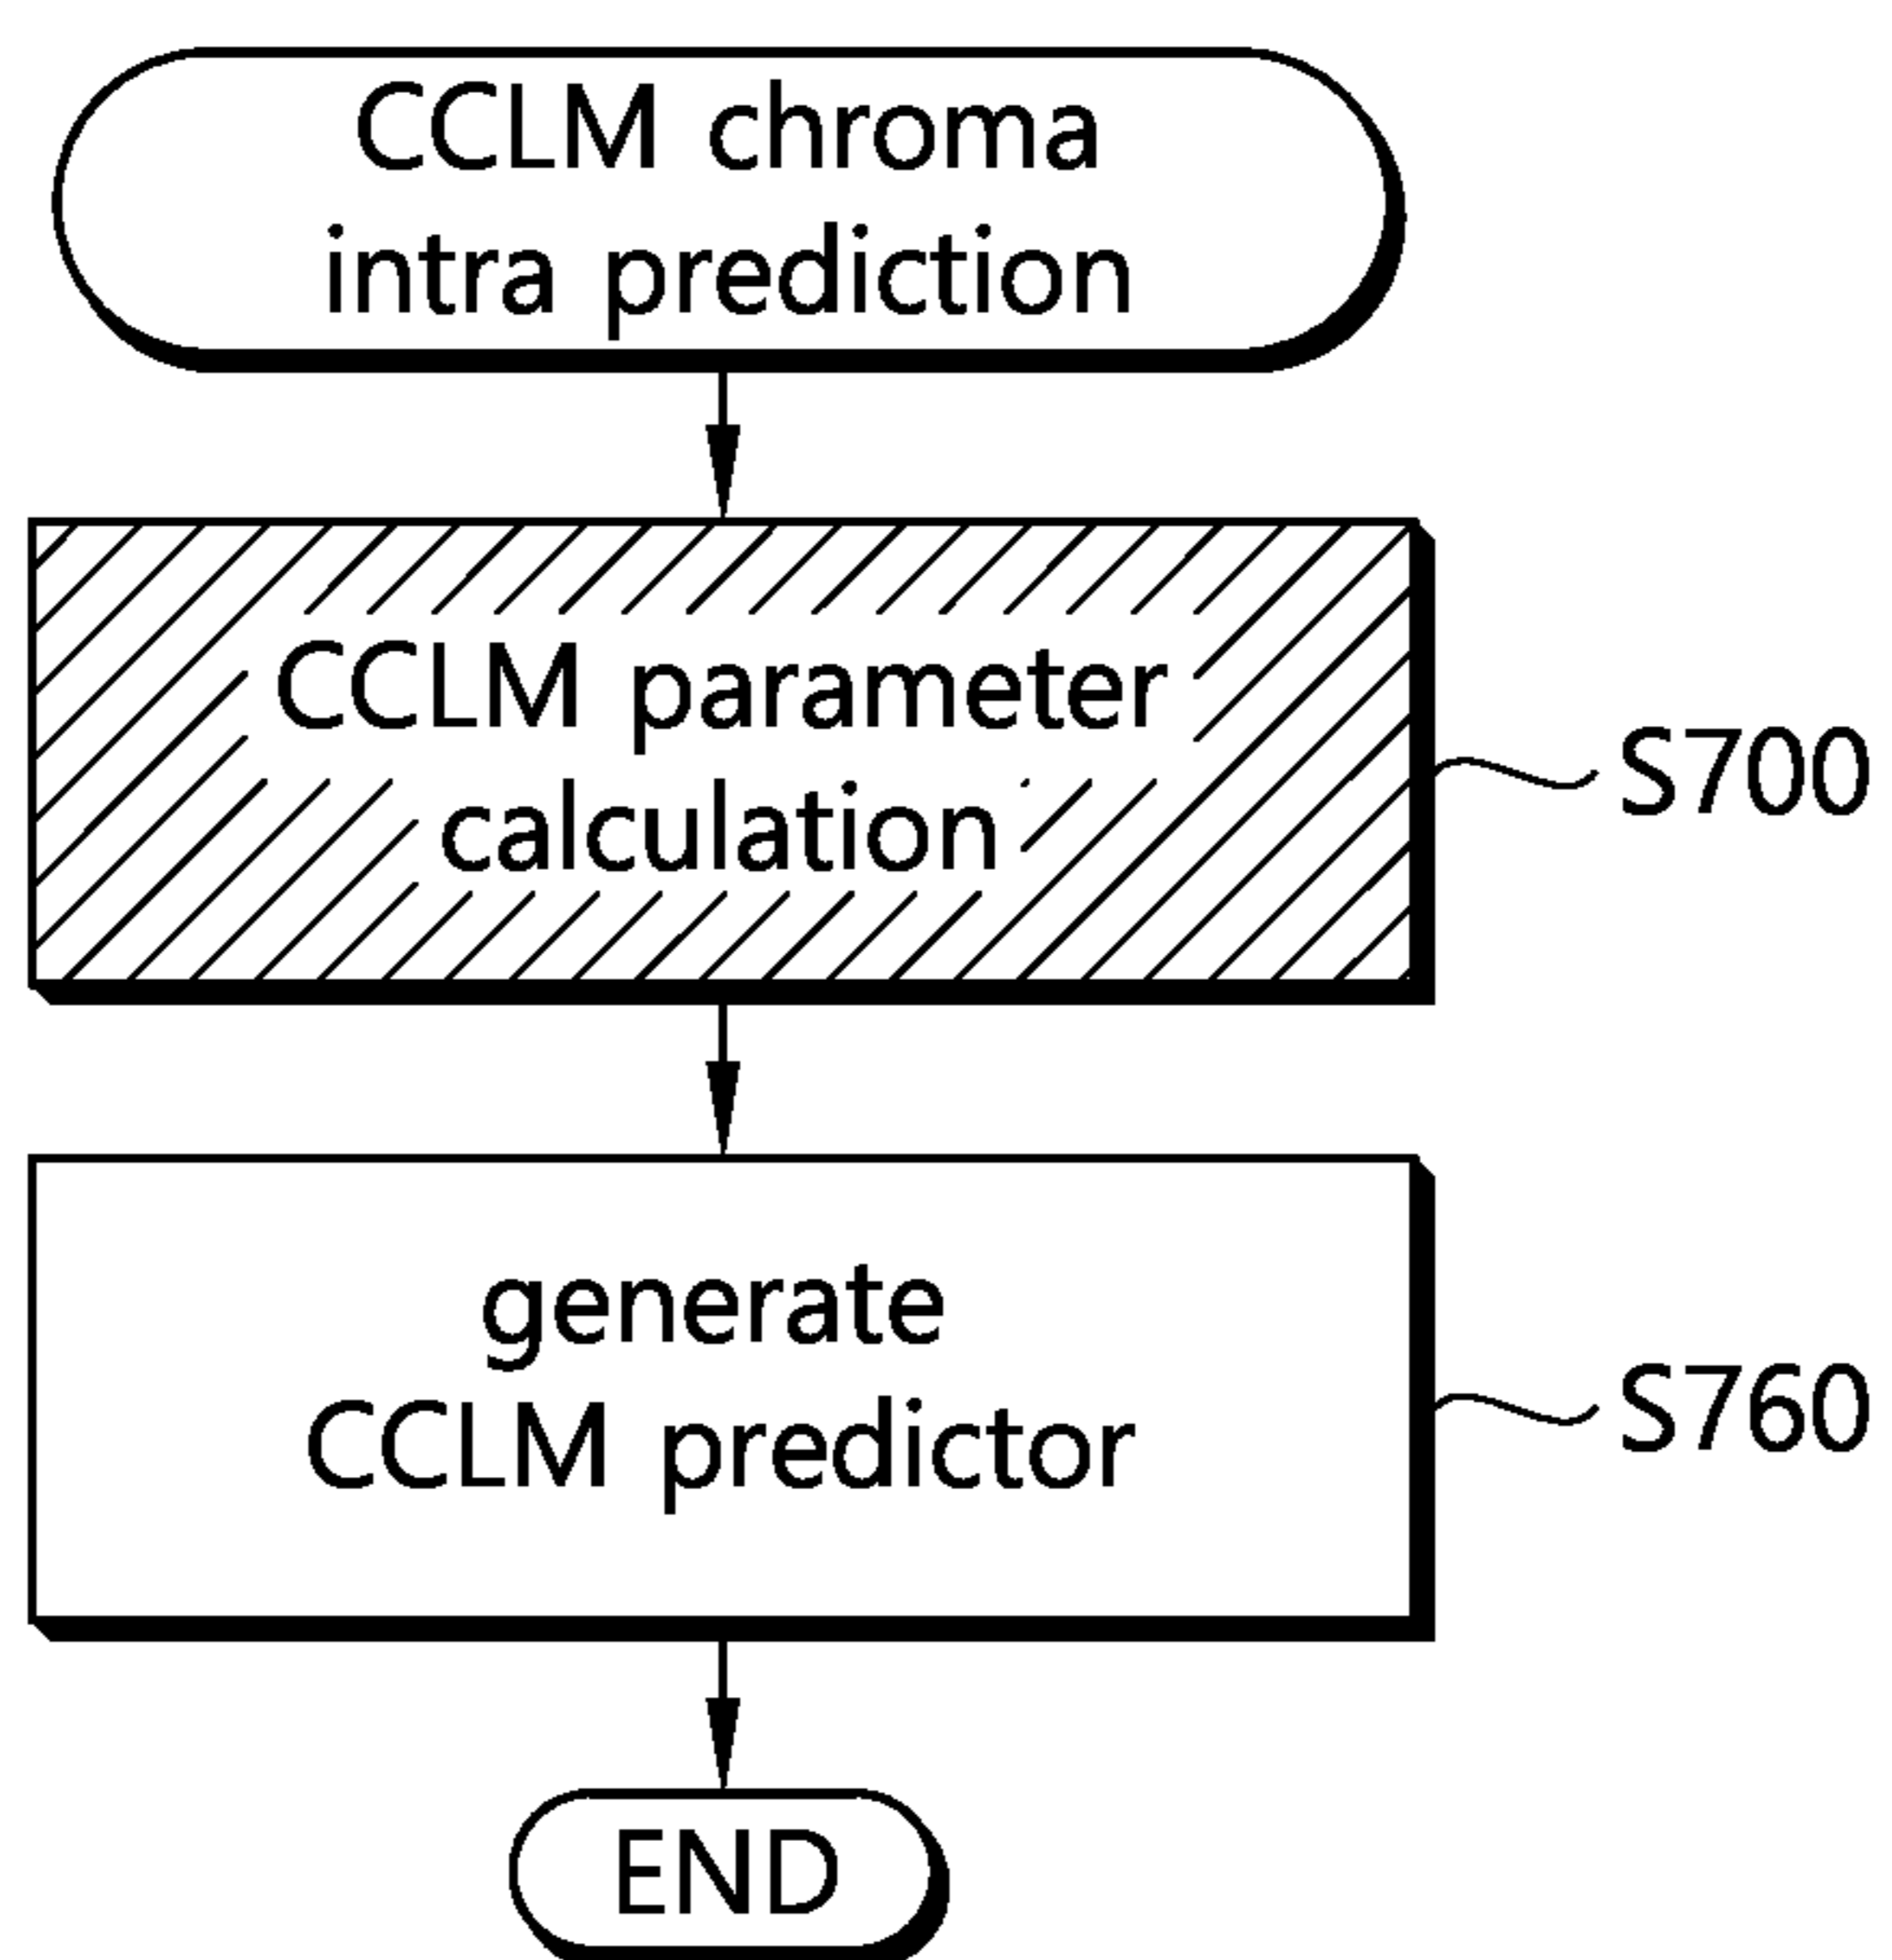 CCLM chroma
intra prediction
CCLM parameter
calculation
S700
generate
CCLM predictor
S760
END